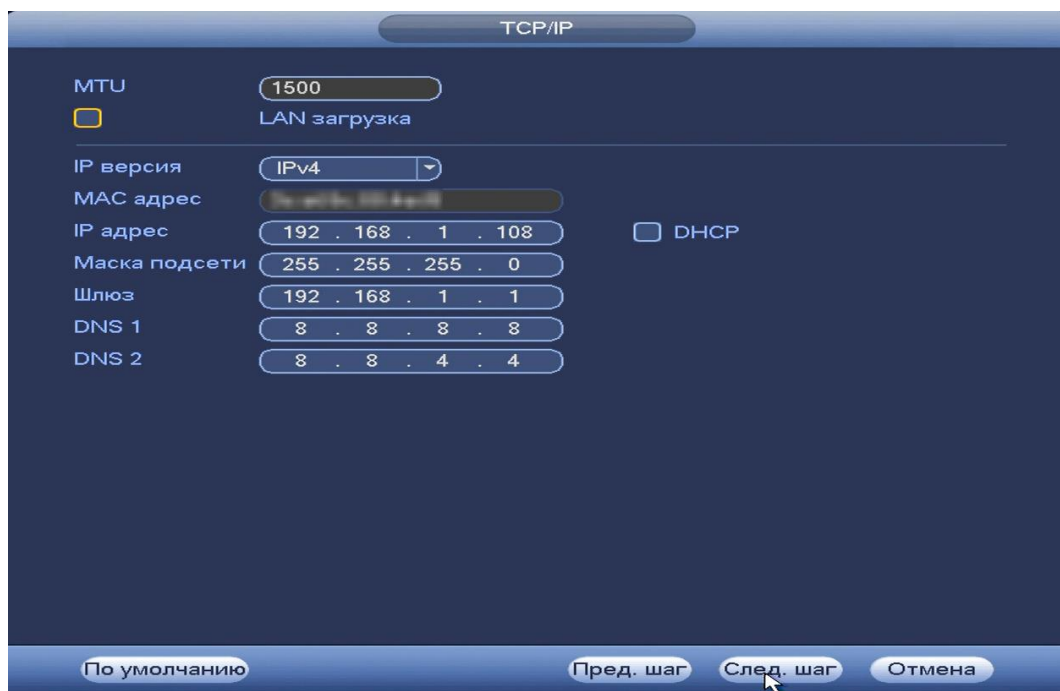 TCP/IP
MTU 1500
LAN загрузка
IP версия IPv4
MAC адрес
IP адрес 192 . 168 . 1 . 108 DHCP
Маска подсети 255 . 255 . 255 . 0
Шлюз 192 . 168 . 1 . 1
DNS 1 8 . 8 . 8 . 8
DNS 2 8 . 8 . 4 . 4
По умолчанию Пред. шаг След. шаг Отмена